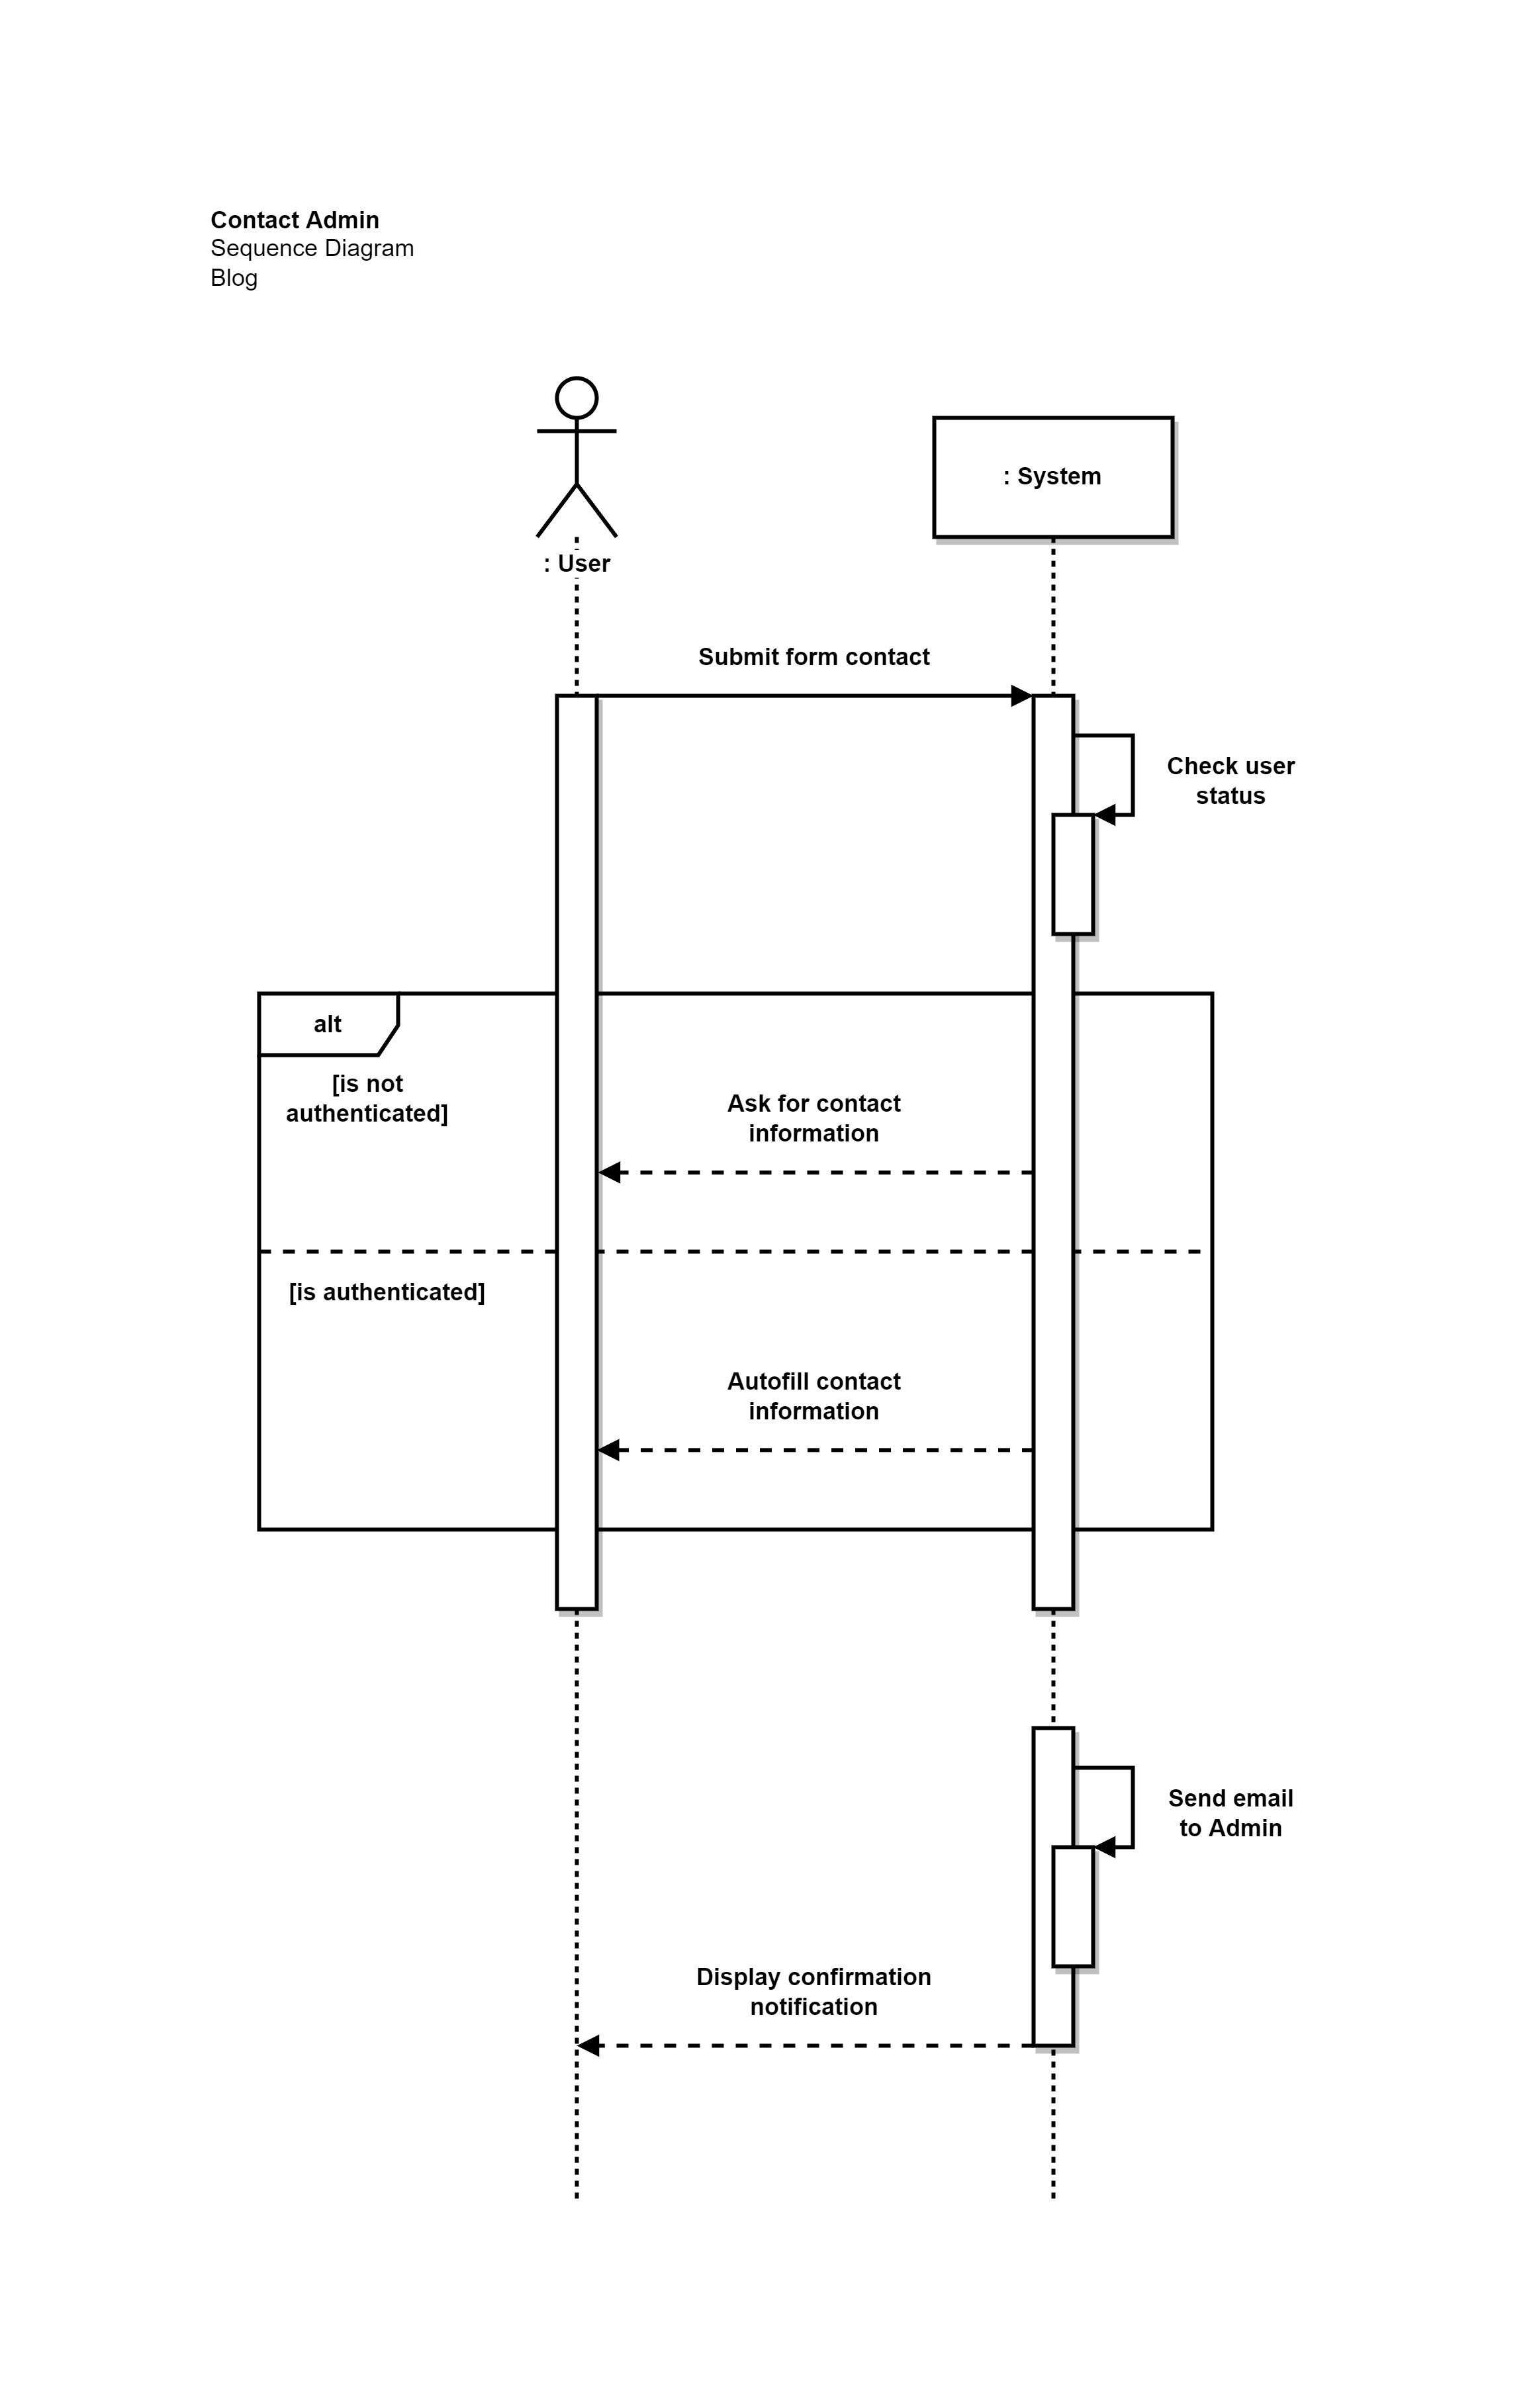 Contact Admin
Sequence Diagram
Blog
: User
: System
Submit form contact
Check user
status
alt
[is not
authenticated]
Ask for contact
information
[is authenticated]
Autofill contact
information
Send email
to Admin
Display confirmation
notification